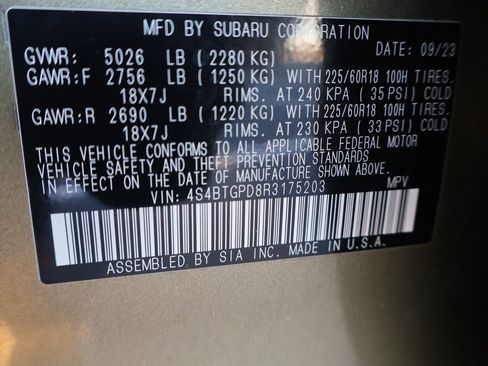 MFD BY SUBARU CORPORATION DATE: 09/23
GVWR: 5026 LB (2280 KG)
GAWR:F 2756 LB (1250 KG) WITH 225/60R18 100H TIRES,
18X7J RIMS. AT 240 KPA (35 PSI) COLD
GAWR:R 2690 LB (1220 KG) WITH 225/60R18 100H TIRES,
18X7J RIMS. AT 230 KPA (33 PSI) COLD
THIS VEHICLE CONFORMS TO ALL APPLICABLE FEDERAL MOTOR
VEHICLE SAFETY AND THEFT PREVENTION STANDARDS
IN EFFECT ON THE DATE OF MANUFACTURE SHOWN ABOVE.
VIN: 4S4BTGPD8R3175203 MPV
ASSEMBLED BY SIA INC. MADE IN U.S.A.